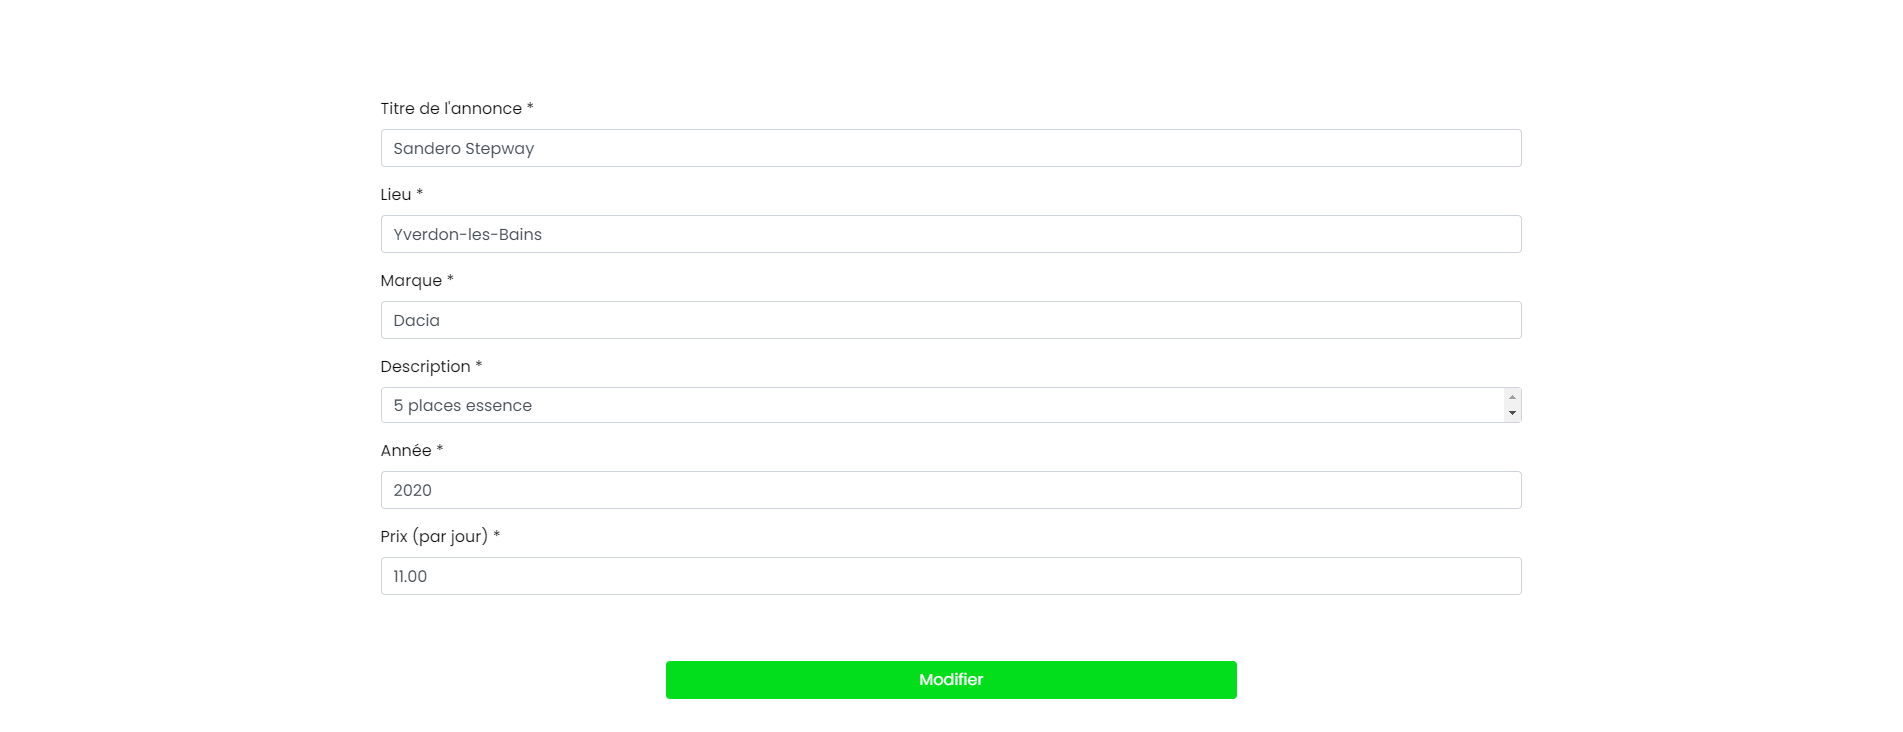 Titre de l'annonce *
Sandero Stepway
Lieu *
Yverdon-les-Bains
Marque *
Dacia
Description *
5 places essence
Année *
2020
Prix (par jour) *
11.00
Modifier